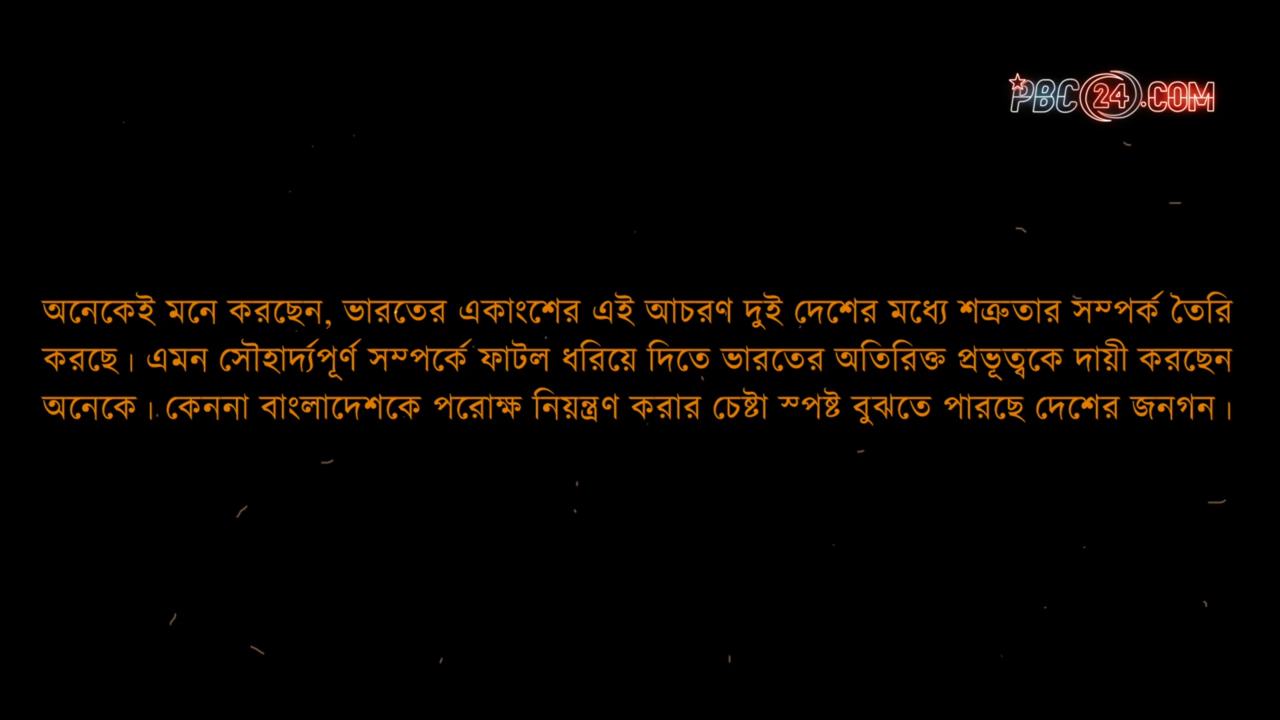 PBC24.COM
অনেকেই মনে করছেন, ভারতের একাংশের এই আচরণ দুই দেশের মধ্যে শত্রুতার সম্পর্ক তৈরি
করছে। এমন সৌহার্দ্যপূর্ণ সম্পর্কে ফাটল ধরিয়ে দিতে ভারতের অতিরিক্ত প্রভূত্বকে দায়ী করছেন
অনেকে। কেননা বাংলাদেশকে পরোক্ষ নিয়ন্ত্রণ করার চেষ্টা স্পষ্ট বুঝতে পারছে দেশের জনগন।